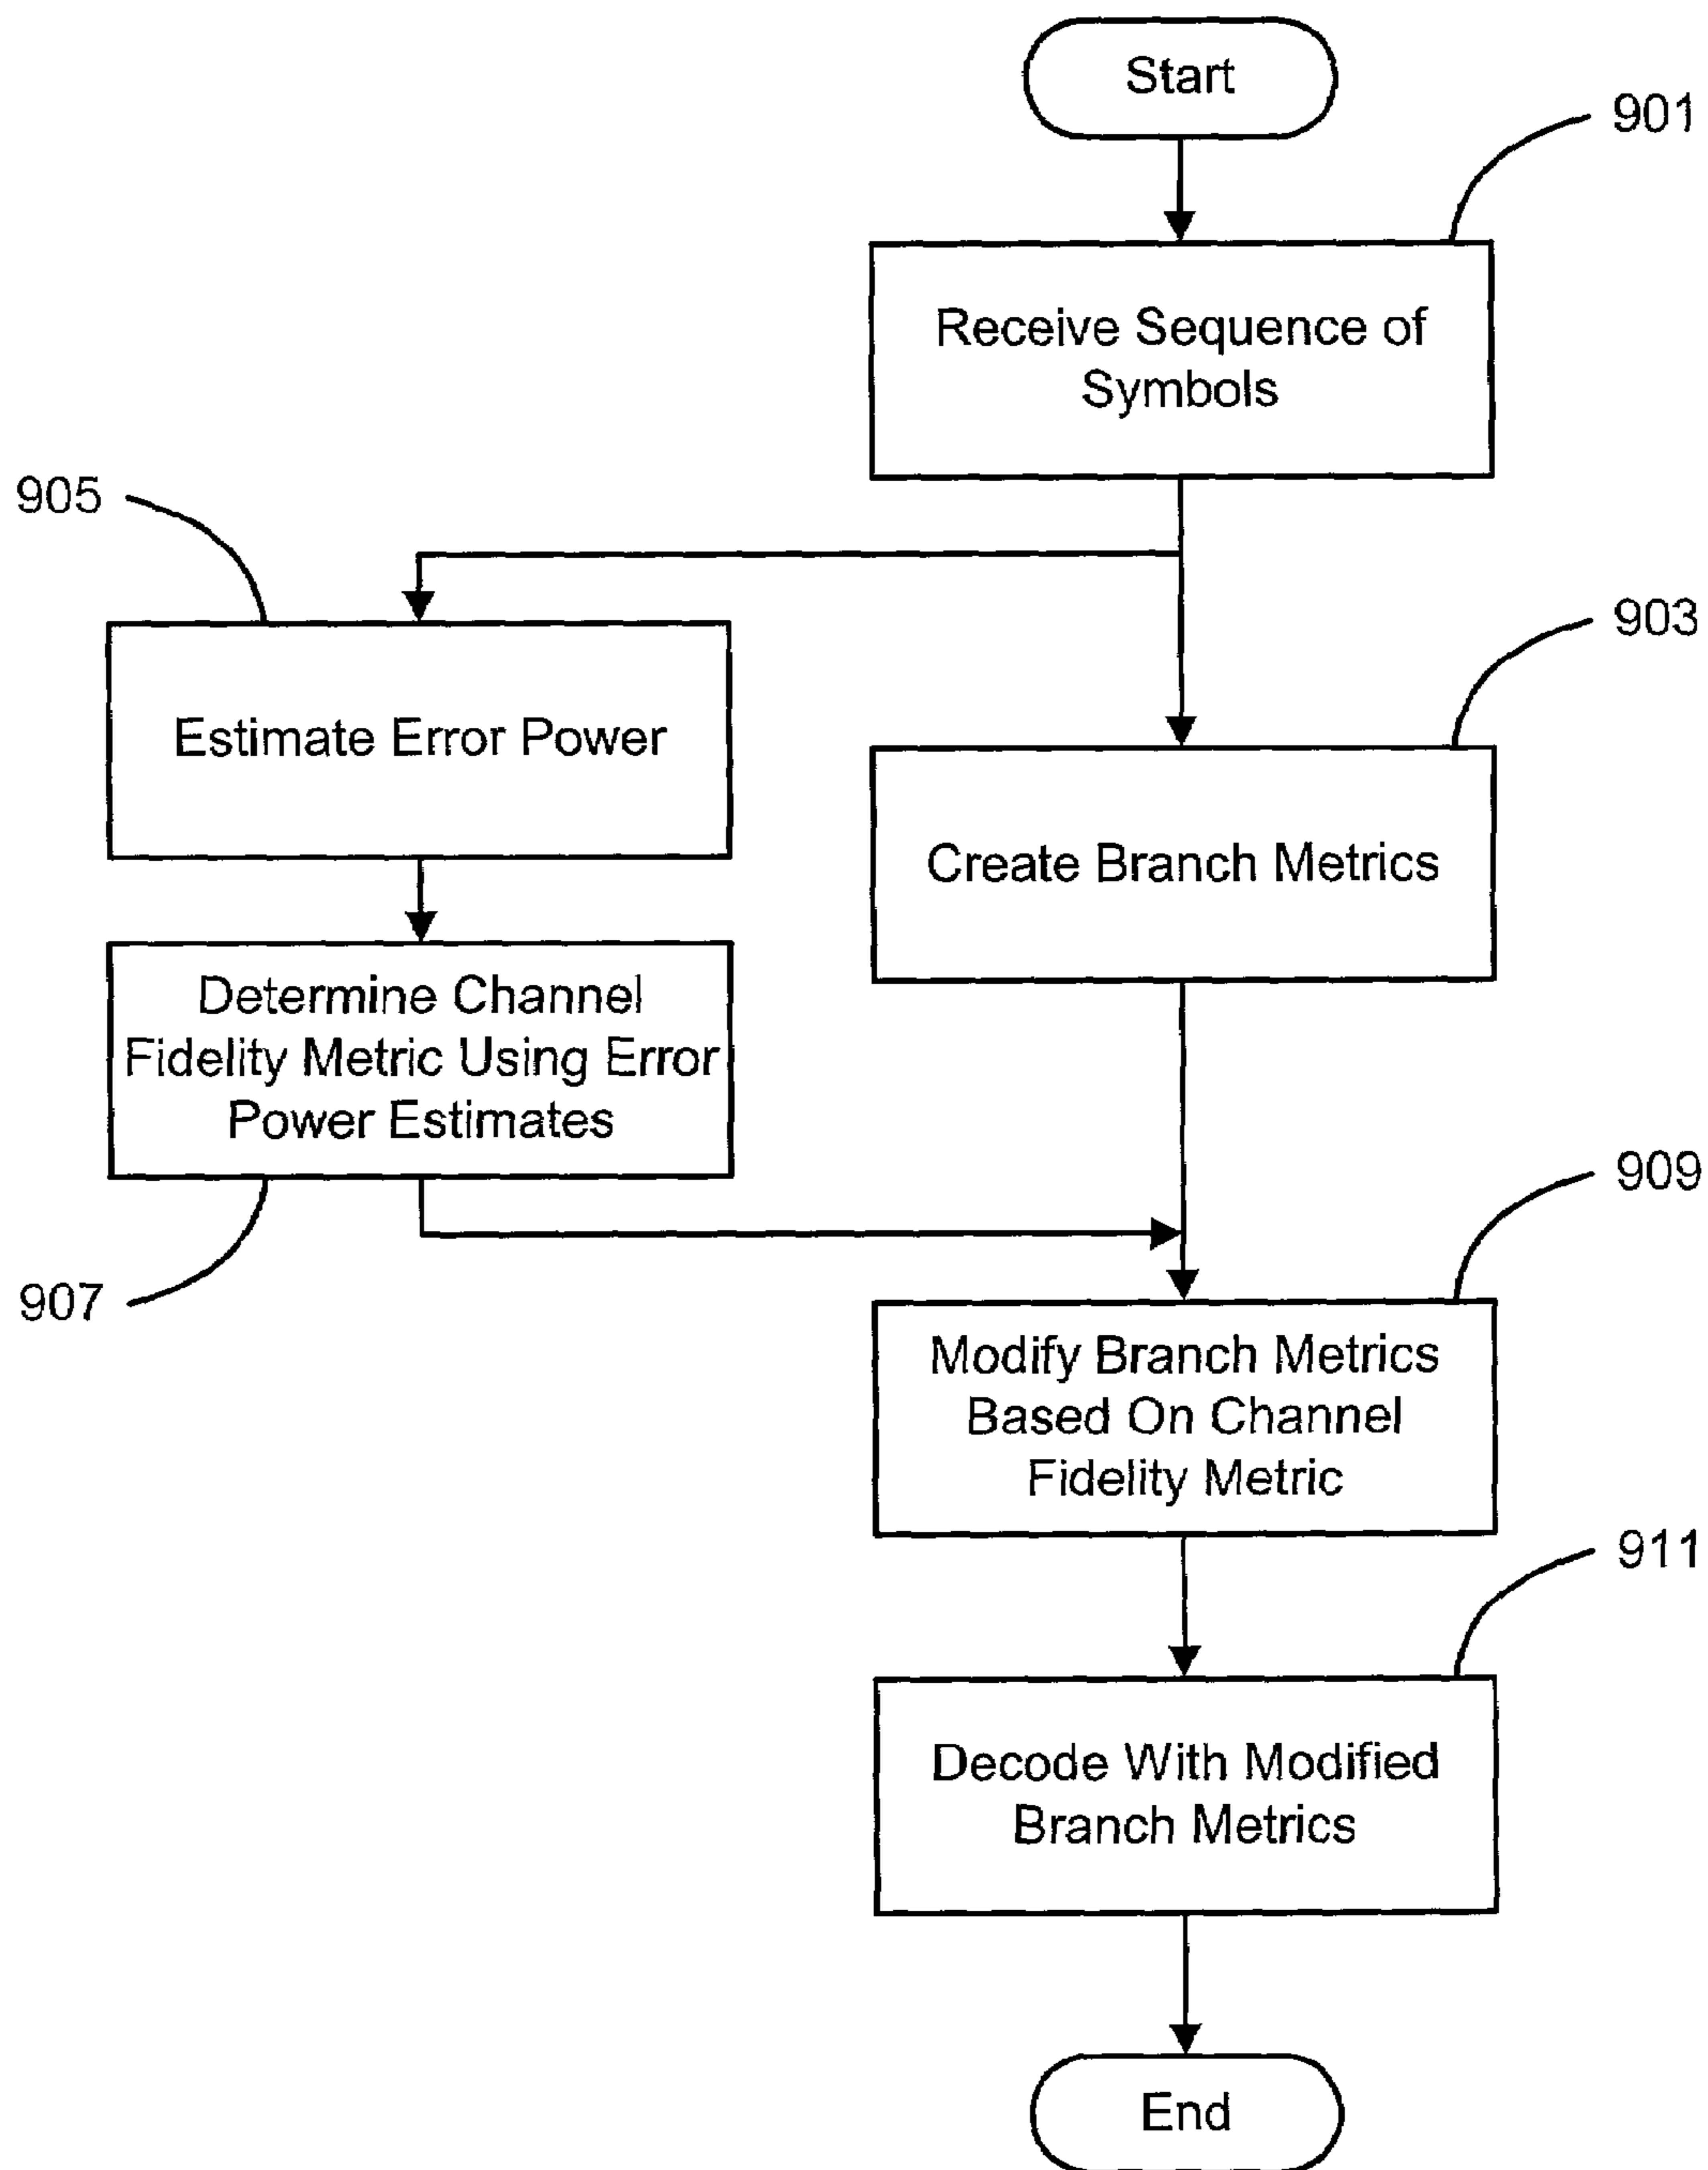 Start
901
Receive Sequence of
Symbols
905
903
Estimate Error Power
Create Branch Metrics
Determine Channel
Fidelity Metric Using Error
Power Estimates
909
907
Modify Branch Metrics
Based On Channel
Fidelity Metric
911
Decode With Modified
Branch Metrics
End